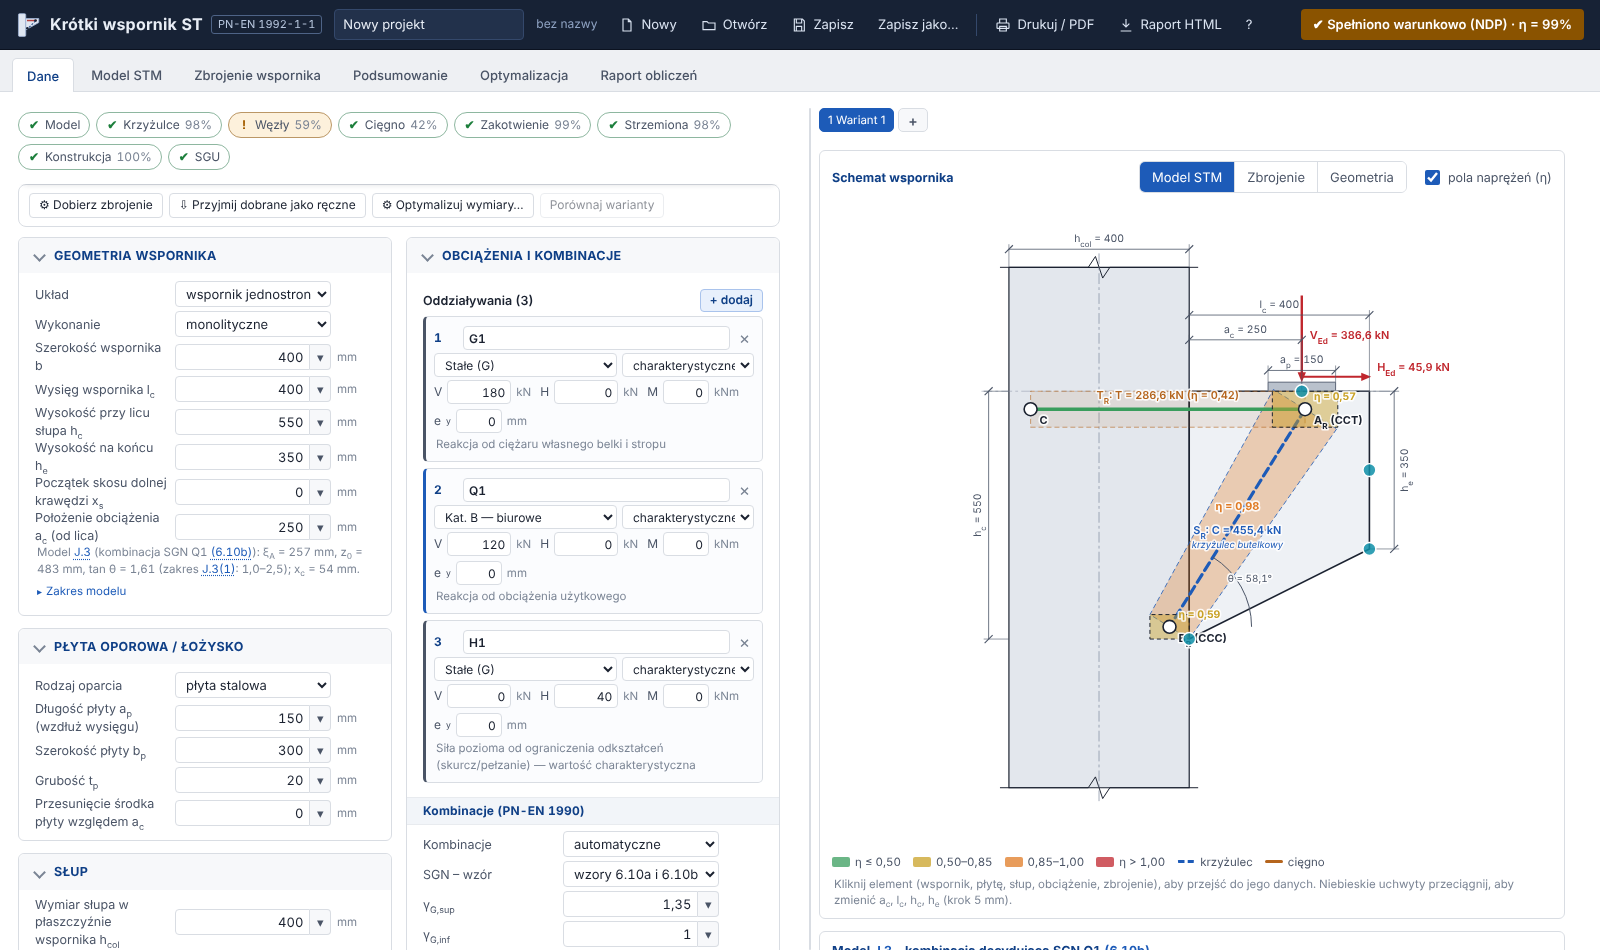 Krótki wspornik ST PN-EN 1992-1-1 Nowy projekt bez nazwy Nowy Otwórz Zapisz Zapisz jako... Drukuj / PDF Raport HTML ? ✔ Spełniono warunkowo (NDP) · η = 99%
Dane Model STM Zbrojenie wspornika Podsumowanie Optymalizacja Raport obliczeń
✔ Model ✔ Krzyżulce 98% ! Węzły 59% ✔ Cięgno 42% ✔ Zakotwienie 99% ✔ Strzemiona 98%
✔ Konstrukcja 100% ✔ SGU
⚙ Dobierz zbrojenie ⇩ Przyjmij dobrane jako ręczne ⚙ Optymalizuj wymiary... Porównaj warianty
GEOMETRIA WSPORNIKA
Układ wspornik jednostron
Wykonanie monolityczne
Szerokość wspornika
b 400 mm
Wysięg wspornika lc 400 mm
Wysokość przy licu
słupa hc 550 mm
Wysokość na końcu
he 350 mm
Początek skosu dolnej
krawędzi xs 0 mm
Położenie obciążenia
ac (od lica) 250 mm
Model J.3 (kombinacja SGN Q1 (6.10b)): ξA = 257 mm, z0 =
483 mm, tan θ = 1,61 (zakres J.3(1): 1,0–2,5); xc = 54 mm.
▸ Zakres modelu
PŁYTA OPOROWA / ŁOŻYSKO
Rodzaj oparcia płyta stalowa
Długość płyty ap
(wzdłuż wysięgu) 150 mm
Szerokość płyty bp 300 mm
Grubość tp 20 mm
Przesunięcie środka
płyty względem ac 0 mm
SŁUP
Wymiar słupa w
płaszczyźnie
wspornika hcol 400 mm
OBCIĄŻENIA I KOMBINACJE
Oddziaływania (3) + dodaj
1 G1 ×
Stałe (G) charakterystyczne
V 180 kN H 0 kN M 0 kNm
e y 0 mm
Reakcja od ciężaru własnego belki i stropu
2 Q1 ×
Kat. B — biurowe charakterystyczne
V 120 kN H 0 kN M 0 kNm
e y 0 mm
Reakcja od obciążenia użytkowego
3 H1 ×
Stałe (G) charakterystyczne
V 0 kN H 40 kN M 0 kNm
e y 0 mm
Siła pozioma od ograniczenia odkształceń
(skurcz/pełzanie) — wartość charakterystyczna
Kombinacje (PN-EN 1990)
Kombinacje automatyczne
SGN – wzór wzory 6.10a i 6.10b
γG,sup 1,35
γG,inf 1
1 Wariant 1 +
Schemat wspornika Model STM Zbrojenie Geometria pola naprężeń (η)
hcol = 400
lc = 400
ac = 250
VEd = 386,6 kN
ap = 150
HEd = 45,9 kN
TR: T = 286,6 kN (η = 0,42)
η = 0,57
C
AR (CCT)
he = 350
hc = 550
η = 0,98
SR: C = 455,4 kN
krzyżulec butelkowy
θ = 58,1°
η = 0,59
(CCC)
η ≤ 0,50 0,50–0,85 0,85–1,00 η > 1,00 krzyżulec cięgno
Kliknij element (wspornik, płytę, słup, obciążenie, zbrojenie), aby przejść do jego danych. Niebieskie uchwyty przeciągnij, aby
zmienić ac, lc, hc, he (krok 5 mm).
Model J.3 – kombinacja decydująca SGN Q1 (6.10b)